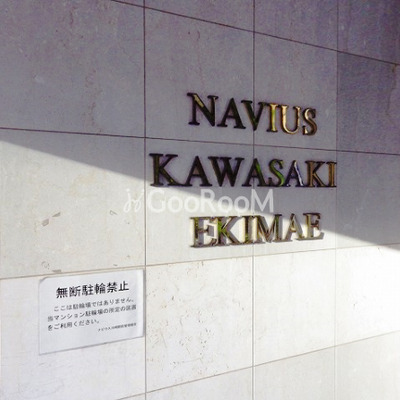 NAVIUS
KAWASAKI
GooRooM
EKIMAE
無断駐輪禁止
ここは駐輪場ではありません。
当マンション駐輪場の所定の区画
をご利用ください。